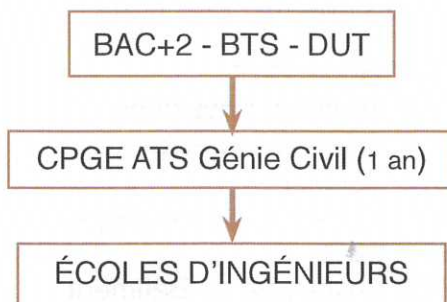 BAC+2 - BTS - DUT
CPGE ATS Génie Civil (1 an)
ÉCOLES D'INGÉNIEURS